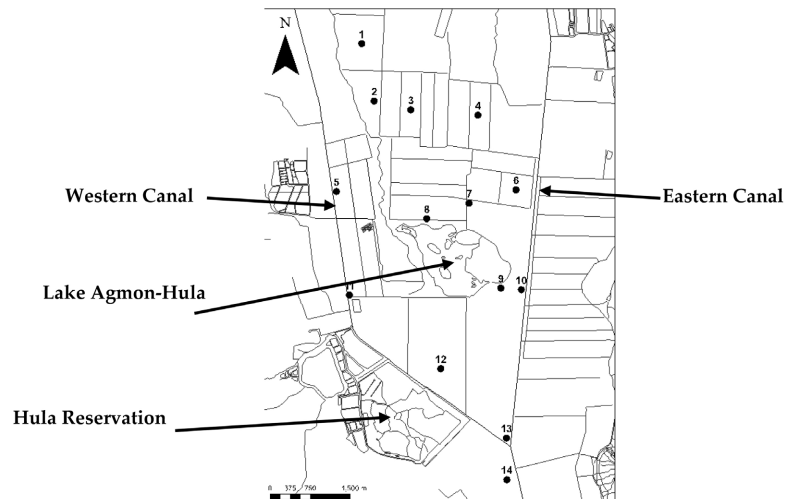 N
1
2
3
4
5
6
7
8
9
10
11
12
13
14
Western Canal
Eastern Canal
Lake Agmon-Hula
Hula Reservation
0 375 750 1,500 m